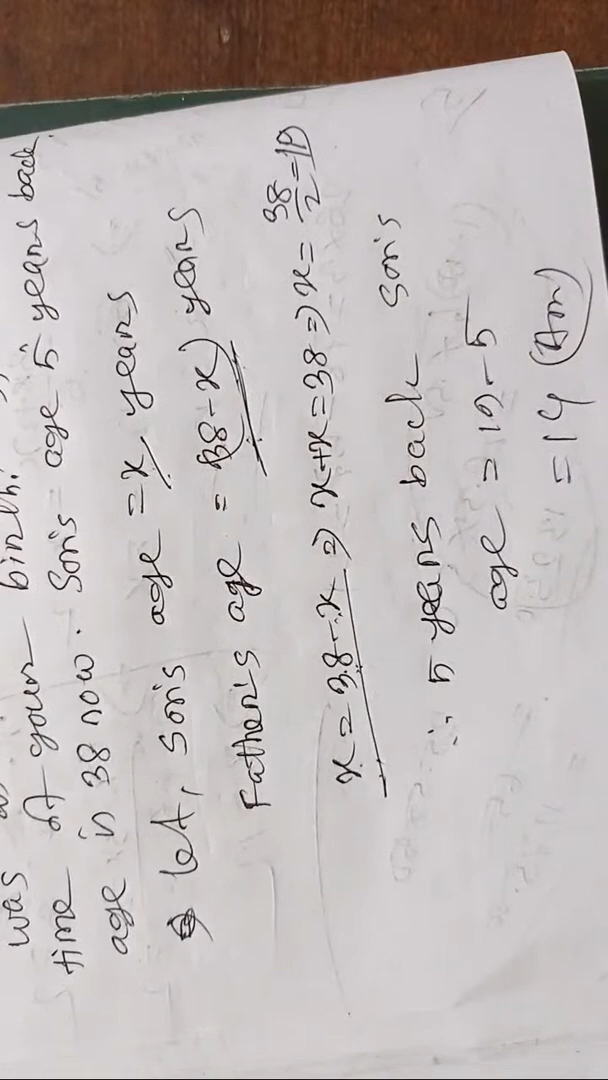 was
time of your birth.
age is 38 now. Son's age 5 years back.
let, son's age = x years
Father's age = (38-x) years
x = 38-x ⇒ x+x = 38 ⇒ x = 38/2 = 19
∴ 5 years back son's
age = 19-5
= 14 (Ans)